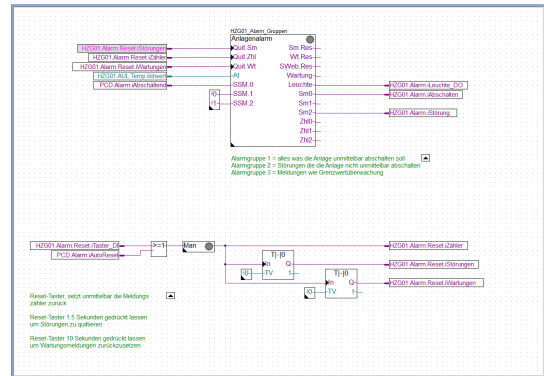 HZG01_Alarm_Gruppen
Anlagenalarm
HZG01.Alarm.Reset.iStörungen Quit.Sm Sm.Res
HZG01.Alarm.Reset.iZähler Quit.Zhl Wt.Res
HZG01.Alarm.Reset.iWartungen Quit.Wt SWeb.Res
HZG01.AUL.Temp.Istwert At Wartung
PCD.Alarm.iAbschaltend SSM.0 Leuchte HZG01.Alarm.iLeuchte_DO
SSM.1 Sm0 HZG01.Alarm.iAbschalten
SSM.2 Sm1
Sm2 HZG01.Alarm.iStörung
Zhl0
Zhl1
Zhl2
Alarmgruppe 1 = alles was die Anlage unmittelbar abschalten soll
Alarmgruppe 2 = Störungen die die Anlage nicht unmittelbar abschalten
Alarmgruppe 3 = Meldungen wie Grenzwertüberwachung
HZG01.Alarm.Reset.iTaster_DI >=1 Man HZG01.Alarm.Reset.iZähler
PCD.Alarm.iAutoReset
T|-|0
In Q HZG01.Alarm.Reset.iStörungen
TV t
T|-|0
In Q HZG01.Alarm.Reset.iWartungen
TV t
Reset-Taster, setzt unmittelbar die Meldungs
zähler zurück
Reset-Taster 1.5 Sekunden gedrückt lassen
um Störungen zu quittieren
Reset-Taster 10 Sekunden gedrückt lassen
um Wartungsmeldungen zurückzusetzen